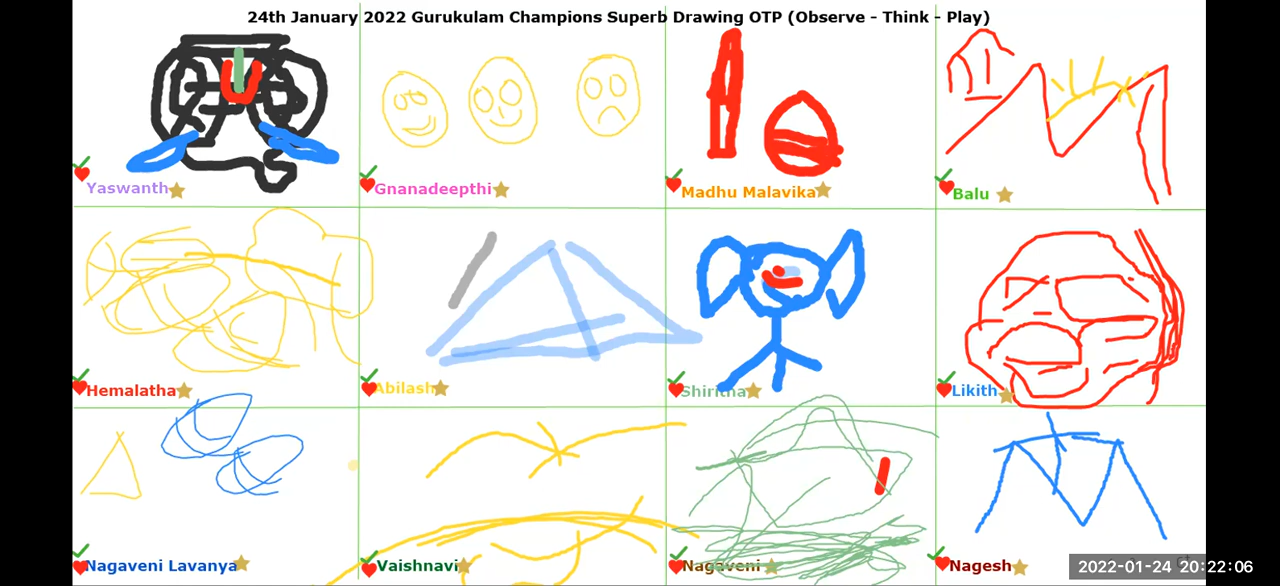 24th January 2022 Gurukulam Champions Superb Drawing OTP (Observe - Think - Play)
Yaswanth
Gnanadeepthi
Madhu Malavika
Balu
Hemalatha
Abilash
Shiritha
Likith
Nagaveni Lavanya
Vaishnavi
Nagaveni
Nagesh
2022-01-24 20:22:06